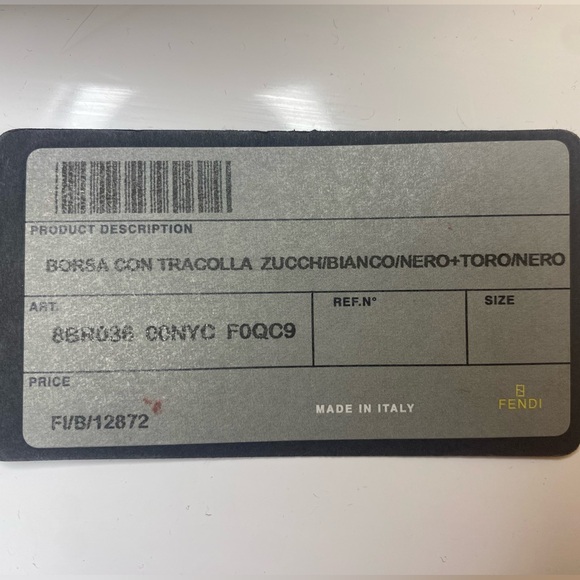 PRODUCT DESCRIPTION
BORSA CON TRACOLLA ZUCCH/BIANCO/NERO+TORO/NERO
ART.
8BR036 00NYC F0QC9
REF.N°
SIZE
PRICE
FI/B/12872
MADE IN ITALY
FENDI